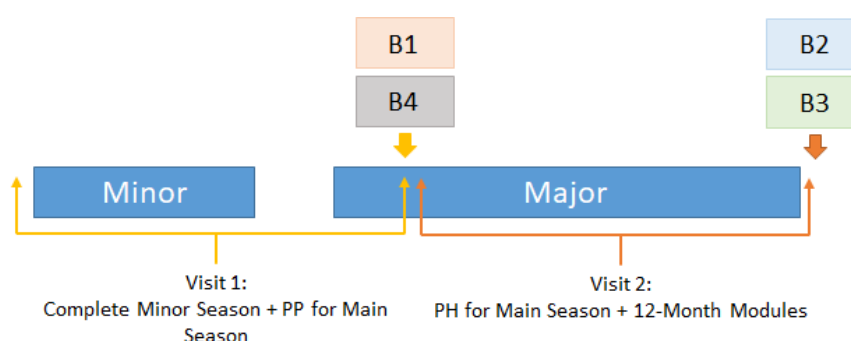 B1
B2
B4
B3
Minor
Major
Visit 1:
Complete Minor Season + PP for Main
Season
Visit 2:
PH for Main Season + 12-Month Modules